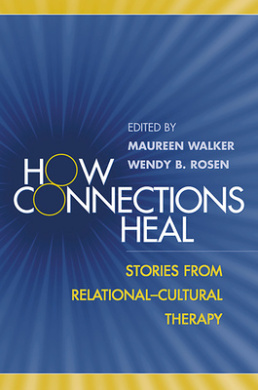 EDITED BY
MAUREEN WALKER
WENDY B. ROSEN
HOW
CONNECTIONS
HEAL
STORIES FROM
RELATIONAL–CULTURAL
THERAPY